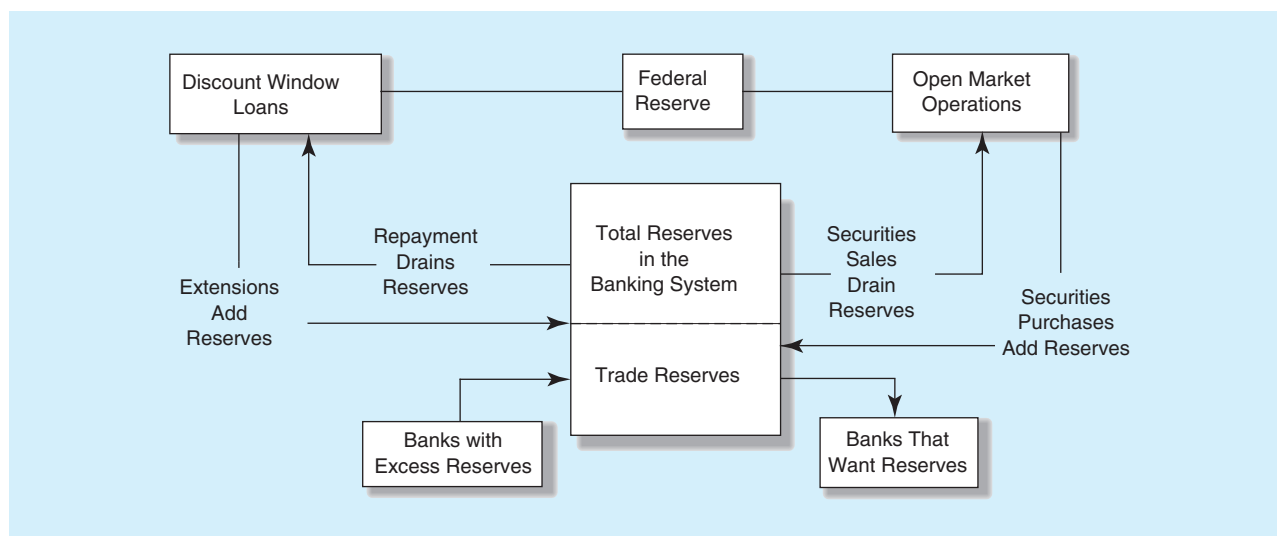 Discount Window
Loans
Federal
Reserve
Open Market
Operations
Repayment
Drains
Reserves
Total Reserves
in the
Banking System
Securities
Sales
Drain
Reserves
Extensions
Add
Reserves
Securities
Purchases
Add Reserves
Trade Reserves
Banks with
Excess Reserves
Banks That
Want Reserves